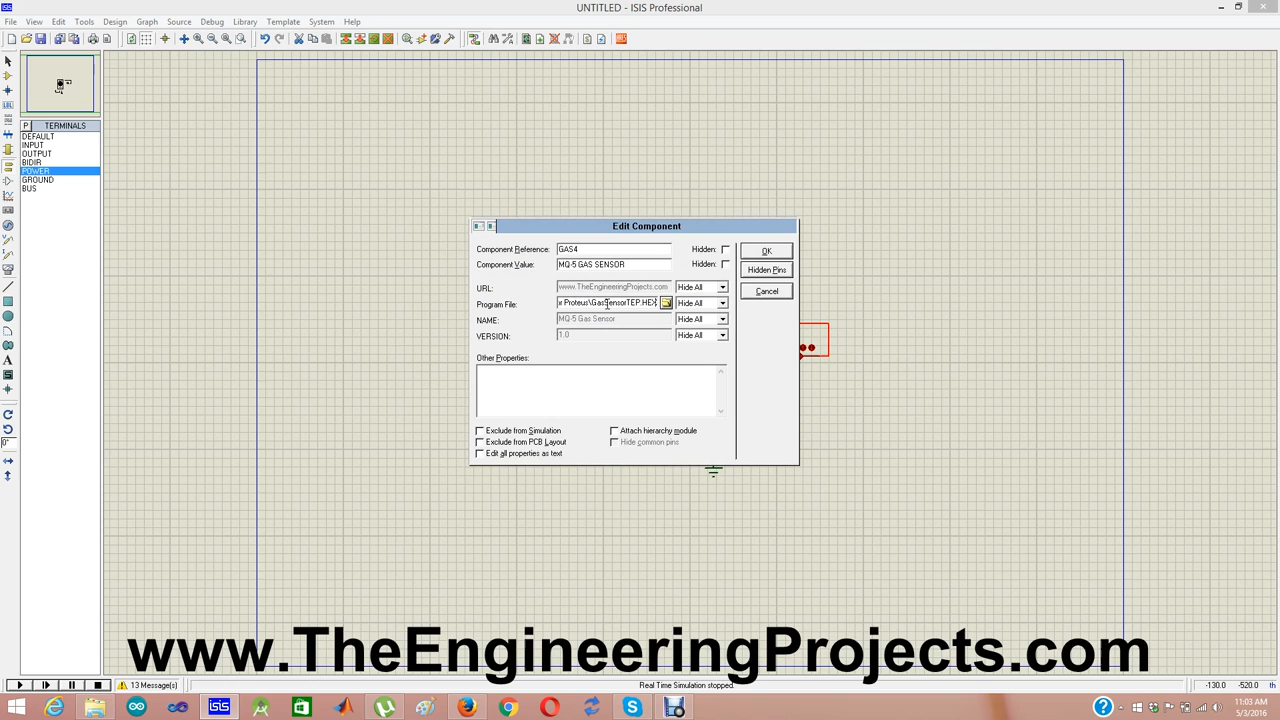 UNTITLED - ISIS Professional
File View Edit Tools Design Graph Source Debug Library Template System Help
P TERMINALS
DEFAULT
INPUT
OUTPUT
BIDIR
POWER
GROUND
BUS
Edit Component
Component Reference: GAS4 Hidden: OK
Component Value: MQ-5 GAS SENSOR Hidden:
Hidden Pins
URL: www.TheEngineeringProjects.com Hide All Cancel
Program File: r Proteus\GasSensorTEP.HEX Hide All
NAME: MQ-5 Gas Sensor Hide All
VERSION: 1.0 Hide All
Other Properties:
Exclude from Simulation Attach hierarchy module
Exclude from PCB Layout Hide common pins
Edit all properties as text
0°
www.TheEngineeringProjects.com
13 Message(s) Real Time Simulation stopped. -130.0 -520.0 th
11:03 AM
5/3/2016